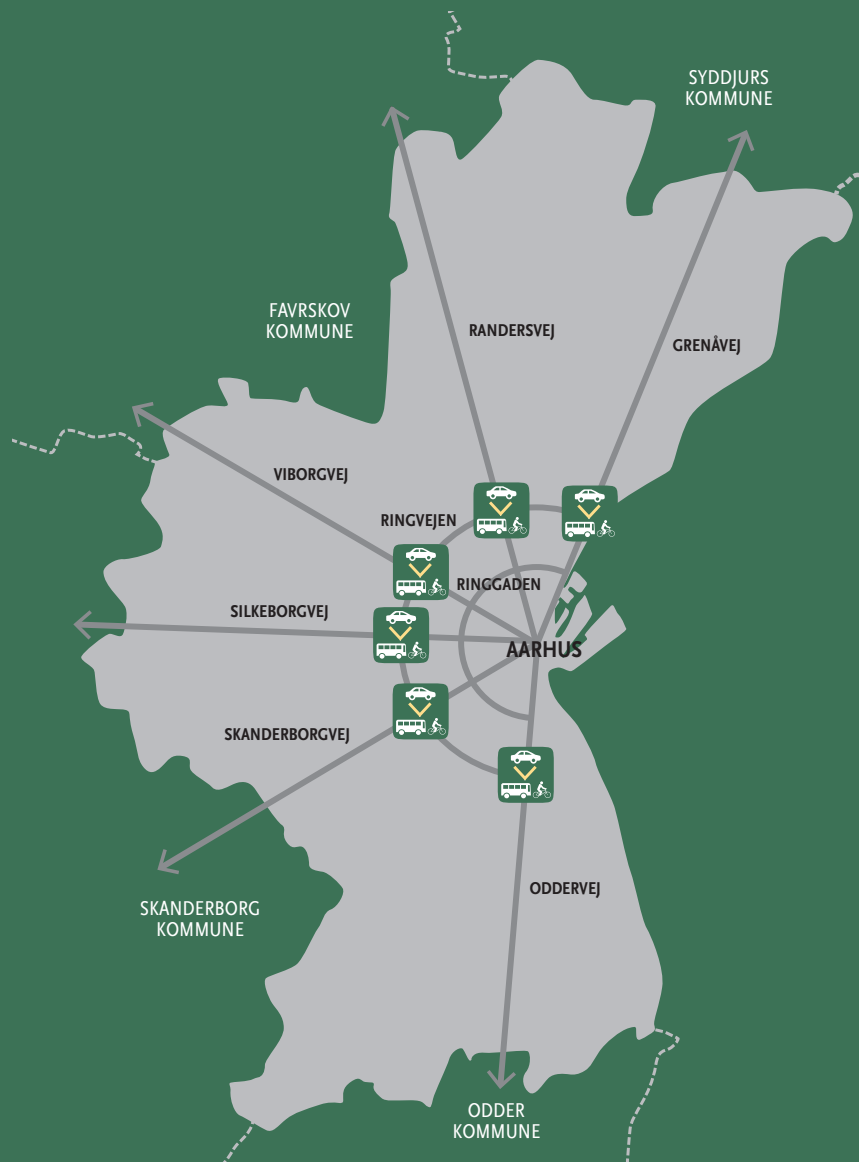 SYDDJURS
KOMMUNE
FAVRSKOV
KOMMUNE
RANDERSVEJ
GRENÅVEJ
VIBORGVEJ
RINGVEJEN
RINGGADEN
SILKEBORGVEJ
AARHUS
SKANDERBORGVEJ
ODDERVEJ
SKANDERBORG
KOMMUNE
ODDER
KOMMUNE